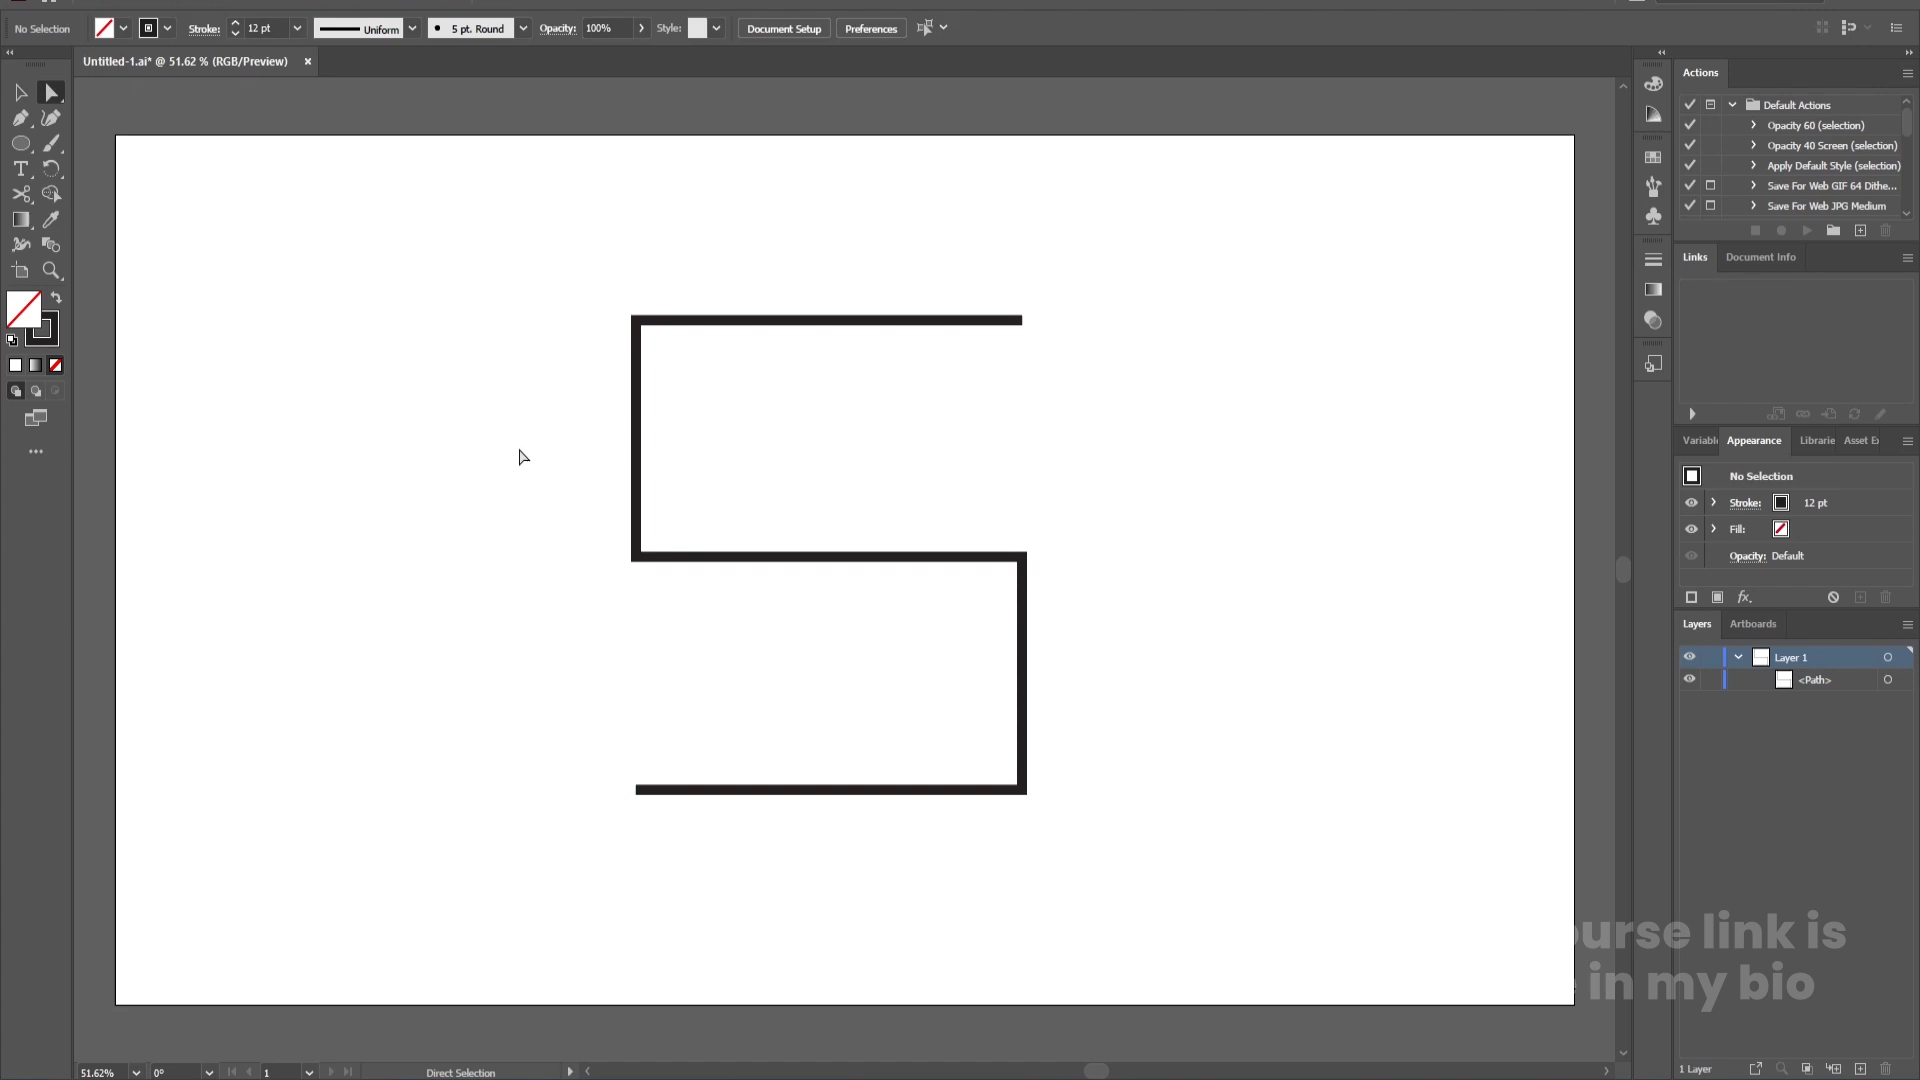 No Selection
Stroke:
12 pt
Uniform
5 pt. Round
Opacity:
100%
Style:
Document Setup
Preferences
Untitled-1.ai* @ 51.62 % (RGB/Preview)
×
Actions
Default Actions
Opacity 60 (selection)
Opacity 40 Screen (selection)
Apply Default Style (selection)
Save For Web GIF 64 Dithe...
Save For Web JPG Medium
Links
Document Info
Variabl
Appearance
Librarie
Asset Ex
No Selection
Stroke:
12 pt
Fill:
Opacity: Default
fx.
Layers
Artboards
Layer 1
<Path>
urse link is
in my bio
51.62%
0°
1
Direct Selection
1 Layer